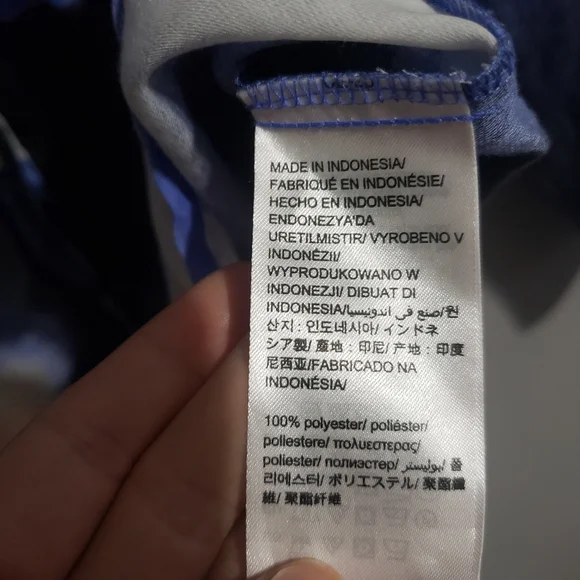 MADE IN INDONESIA/
FABRIQUÉ EN INDONÉSIE/
HECHO EN INDONESIA/
ENDONEZYA'DA
URETILMISTIR/ VYROBENO V
INDONÉZII/
WYPRODUKOWANO W
INDONEZJI/ DIBUAT DI
INDONESIA/صنع في اندونيسيا/원
산지 : 인도네시아/ インドネ
シア製/ 產地 : 印尼/ 产地 : 印度
尼西亚/FABRICADO NA
INDONÉSIA/
100% polyester/ poliéster/
poliestere/ πολυεστερας/
poliester/ полиэстер/ بوليستر/ 폴
리에스터/ ポリエステル/ 聚酯纖
維/ 聚酯纤维